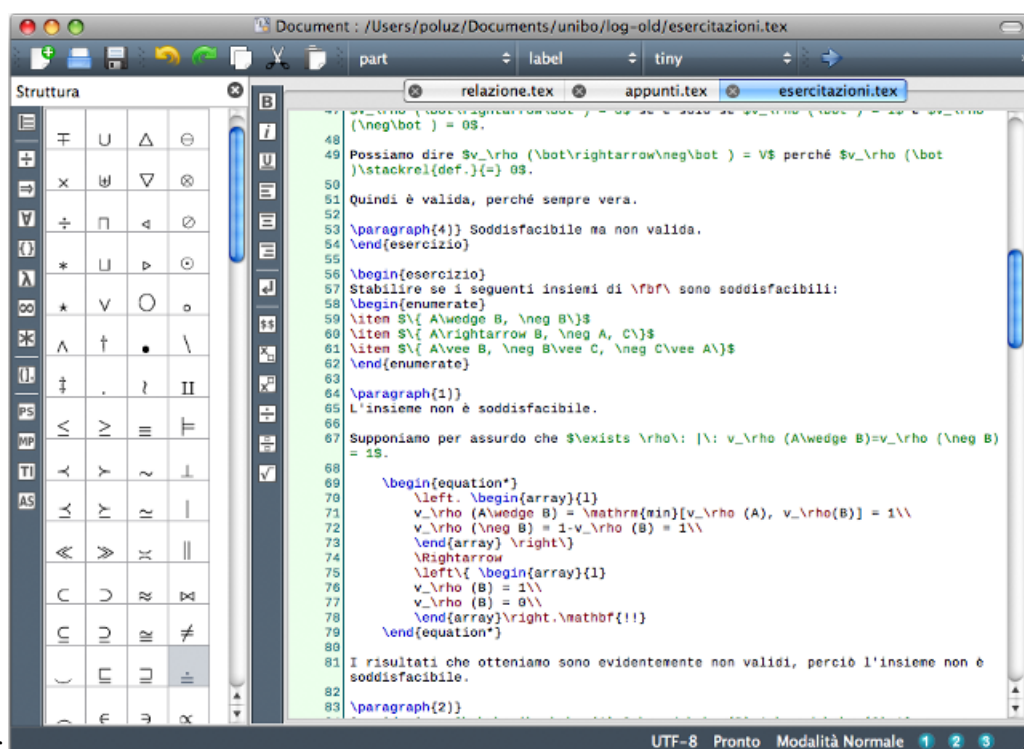 Document : /Users/poluz/Documents/unibo/log-old/esercitazioni.tex
part label tiny
Struttura
relazione.tex appunti.tex esercitazioni.tex
(\neg\bot ) = 0$.
48
49 Possiamo dire $v_\rho (\bot\rightarrow\neg\bot ) = V$ perché $v_\rho (\bot
)\stackrel{def.}{=} 0$.
50
51 Quindi è valida, perché sempre vera.
52
53 \paragraph{4)} Soddisfacibile ma non valida.
54 \end{esercizio}
55
56 \begin{esercizio}
57 Stabilire se i seguenti insiemi di \fbf\ sono soddisfacibili:
58 \begin{enumerate}
59 \item $\{ A\wedge B, \neg B\}$
60 \item $\{ A\rightarrow B, \neg A, C\}$
61 \item $\{ A\vee B, \neg B\vee C, \neg C\vee A\}$
62 \end{enumerate}
63
64 \paragraph{1)}
65 L'insieme non è soddisfacibile.
66
67 Supponiamo per assurdo che $\exists \rho\: |\: v_\rho (A\wedge B)=v_\rho (\neg B)
= 1$.
68
69 \begin{equation*}
70 \left. \begin{array}{l}
71 v_\rho (A\wedge B) = \mathrm{min}[v_\rho (A), v_\rho(B)] = 1\\
72 v_\rho (\neg B) = 1-v_\rho (B) = 1\\
73 \end{array} \right\}
74 \Rightarrow
75 \left\{ \begin{array}{l}
76 v_\rho (B) = 1\\
77 v_\rho (B) = 0\\
78 \end{array}\right.\mathbf{!!}
79 \end{equation*}
80
81 I risultati che otteniamo sono evidentemente non validi, perciò l'insieme non è
soddisfacibile.
82
83 \paragraph{2)}
B
i
U
$$
PS
MP
TI
AS
UTF-8 Pronto Modalità Normale 1 2 3